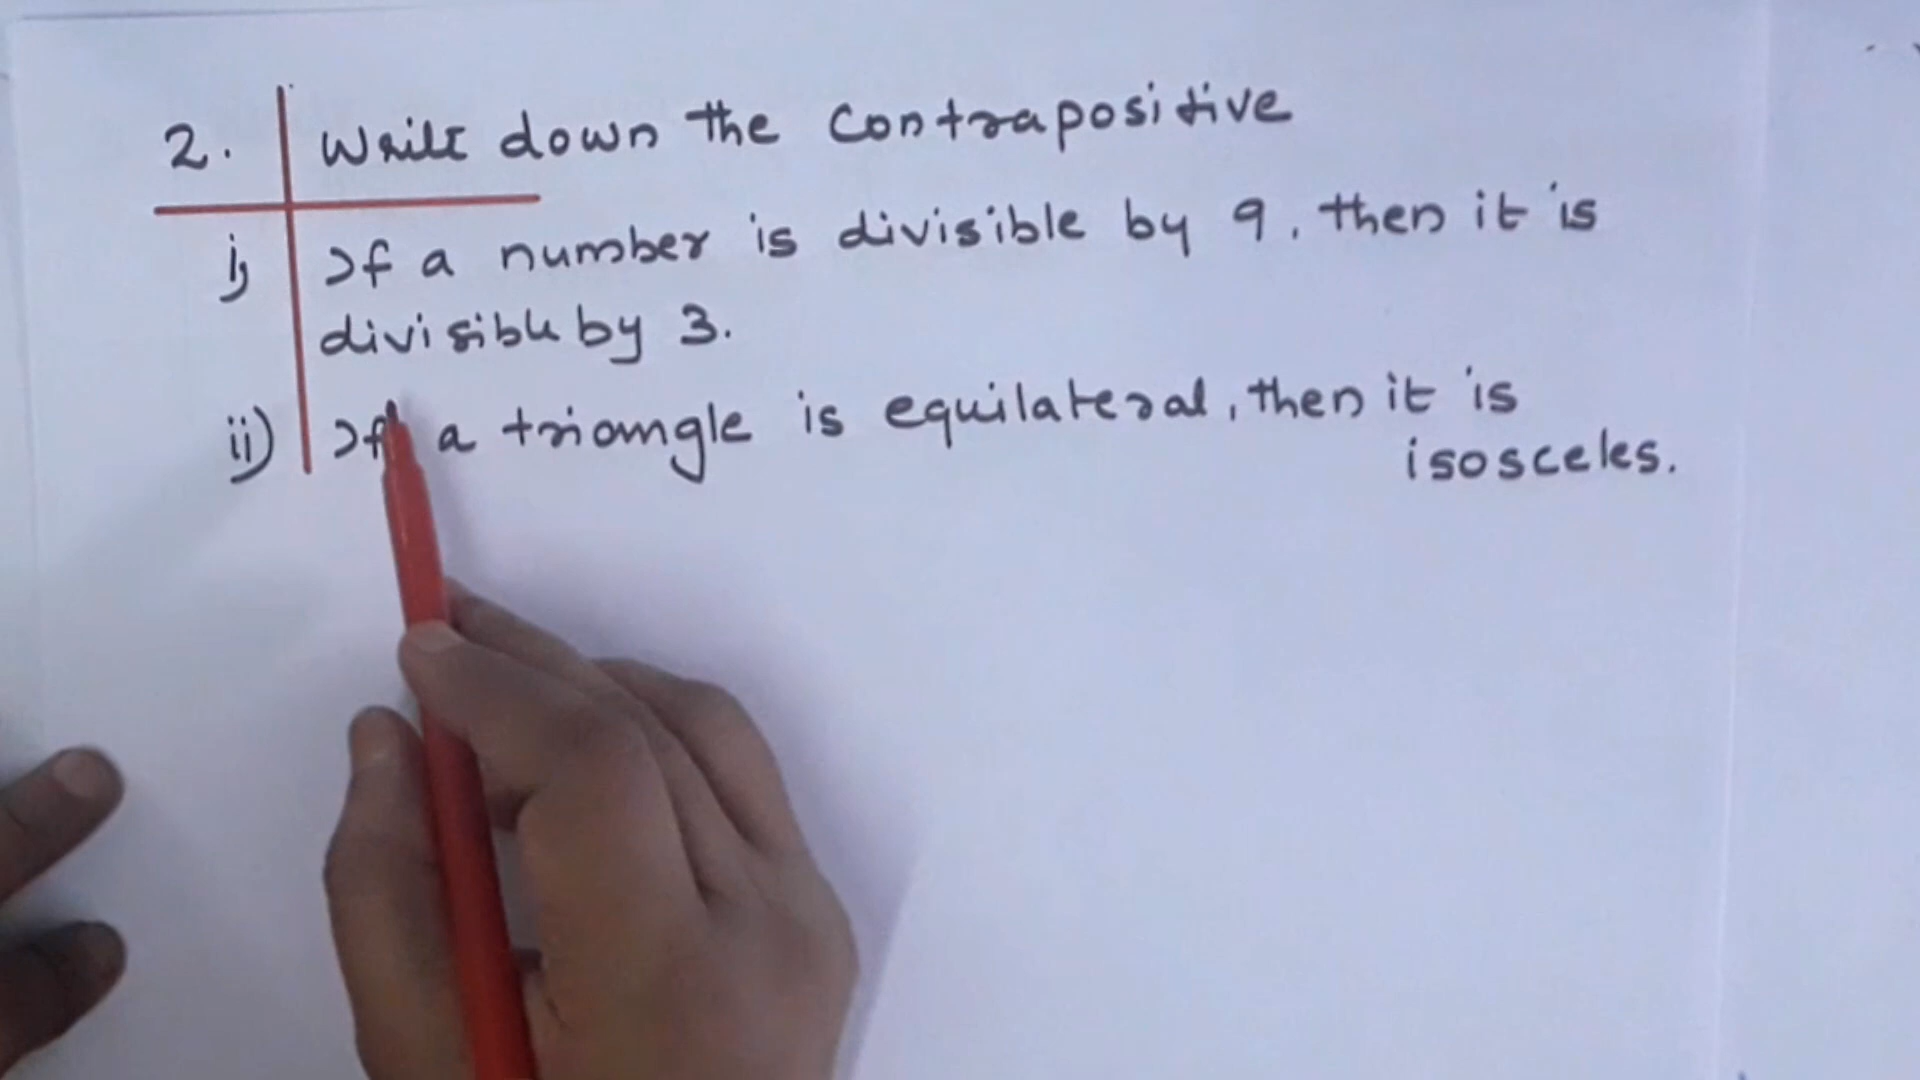 2. Write down the Contrapositive
i) If a number is divisible by 9, then it is
divisible by 3.
ii) If a triangle is equilateral, then it is
isosceles.